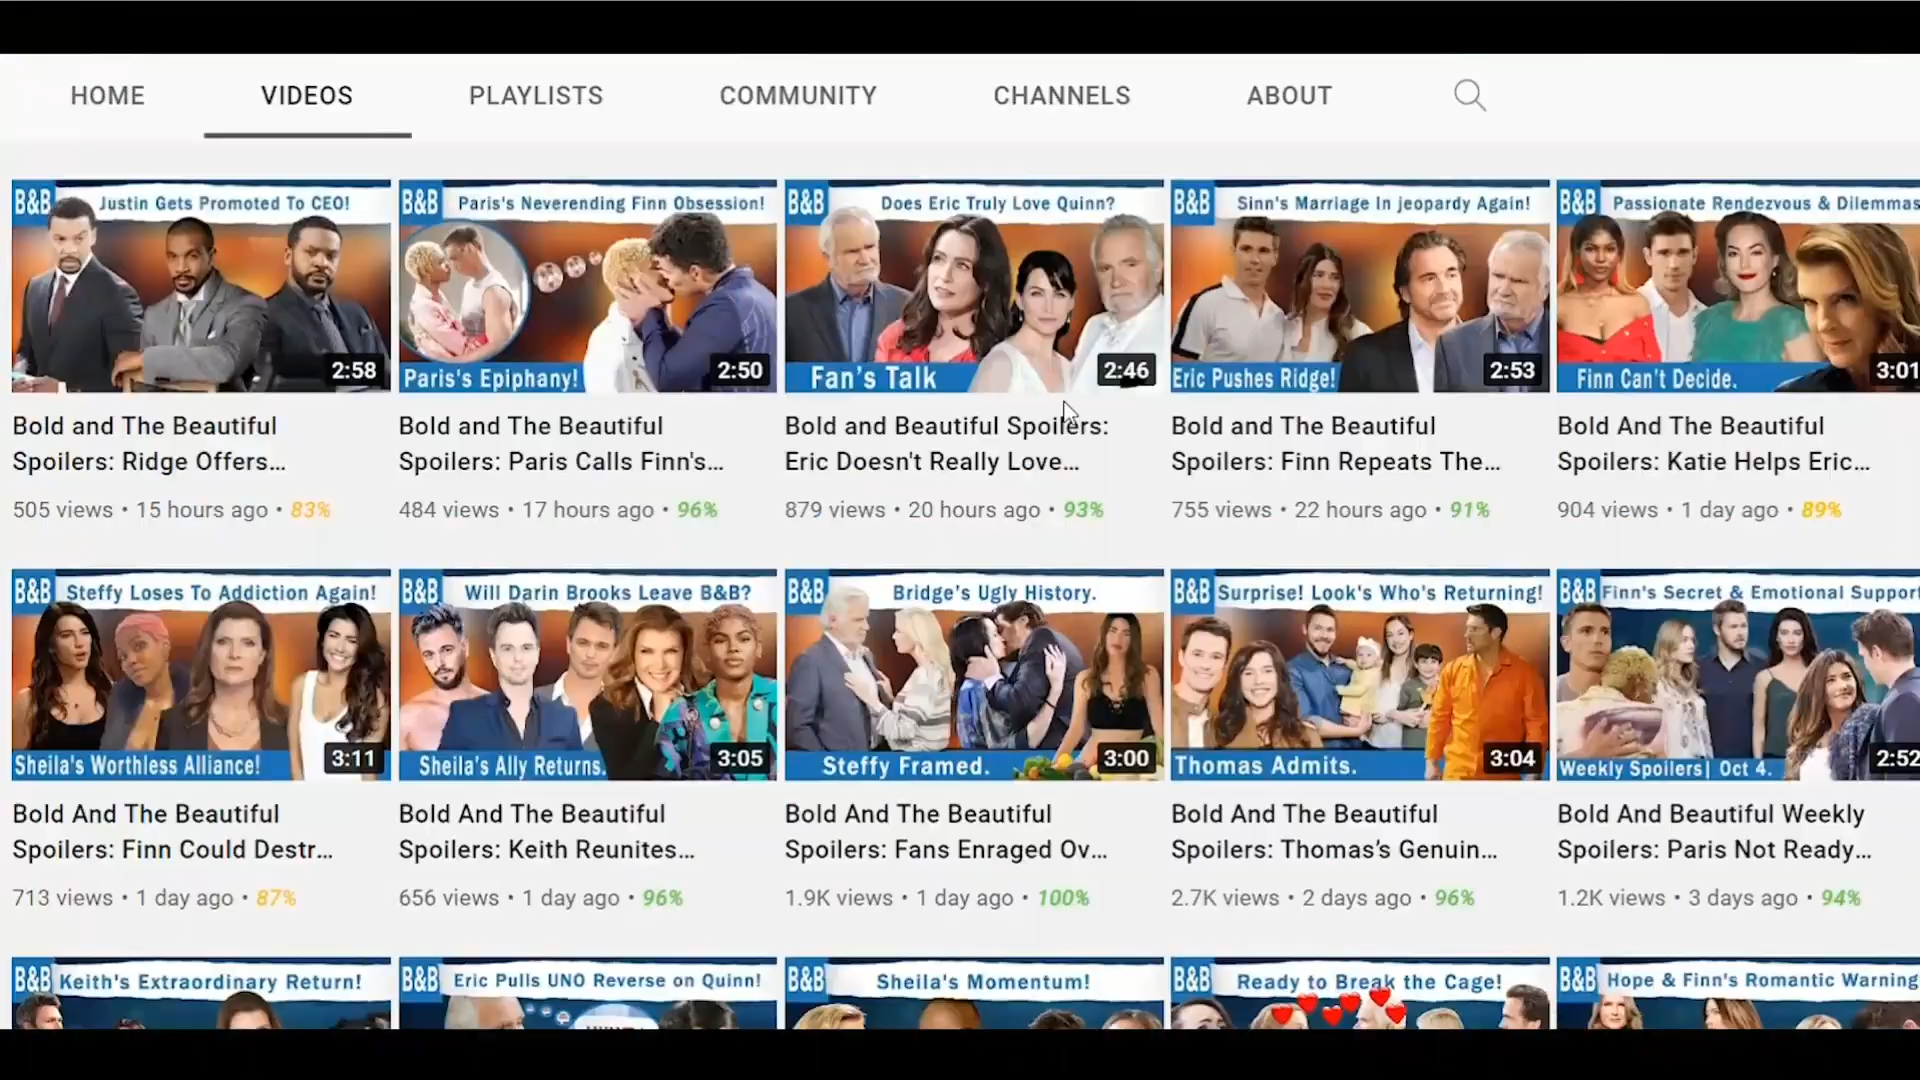 HOME VIDEOS PLAYLISTS COMMUNITY CHANNELS ABOUT
B&B Justin Gets Promoted To CEO!
2:58
Bold and The Beautiful
Spoilers: Ridge Offers...
505 views • 15 hours ago • 83%
B&B Paris's Neverending Finn Obsession!
Paris's Epiphany!
2:50
Bold and The Beautiful
Spoilers: Paris Calls Finn's...
484 views • 17 hours ago • 96%
B&B Does Eric Truly Love Quinn?
Fan's Talk
2:46
Bold and Beautiful Spoilers:
Eric Doesn't Really Love...
879 views • 20 hours ago • 93%
B&B Sinn's Marriage In jeopardy Again!
Eric Pushes Ridge!
2:53
Bold and The Beautiful
Spoilers: Finn Repeats The...
755 views • 22 hours ago • 91%
B&B Passionate Rendezvous & Dilemmas
Finn Can't Decide.
3:01
Bold And The Beautiful
Spoilers: Katie Helps Eric...
904 views • 1 day ago • 89%
B&B Steffy Loses To Addiction Again!
Sheila's Worthless Alliance!
3:11
Bold And The Beautiful
Spoilers: Finn Could Destr...
713 views • 1 day ago • 87%
B&B Will Darin Brooks Leave B&B?
Sheila's Ally Returns.
3:05
Bold And The Beautiful
Spoilers: Keith Reunites...
656 views • 1 day ago • 96%
B&B Bridge's Ugly History.
Steffy Framed.
3:00
Bold And The Beautiful
Spoilers: Fans Enraged Ov...
1.9K views • 1 day ago • 100%
B&B Surprise! Look's Who's Returning!
Thomas Admits.
3:04
Bold And The Beautiful
Spoilers: Thomas’s Genuin...
2.7K views • 2 days ago • 96%
B&B Finn's Secret & Emotional Support
Weekly Spoilers| Oct 4.
2:52
Bold And Beautiful Weekly
Spoilers: Paris Not Ready...
1.2K views • 3 days ago • 94%
B&B Keith's Extraordinary Return!
B&B Eric Pulls UNO Reverse on Quinn!
B&B Sheila's Momentum!
B&B Ready to Break the Cage!
B&B Hope & Finn's Romantic Warning